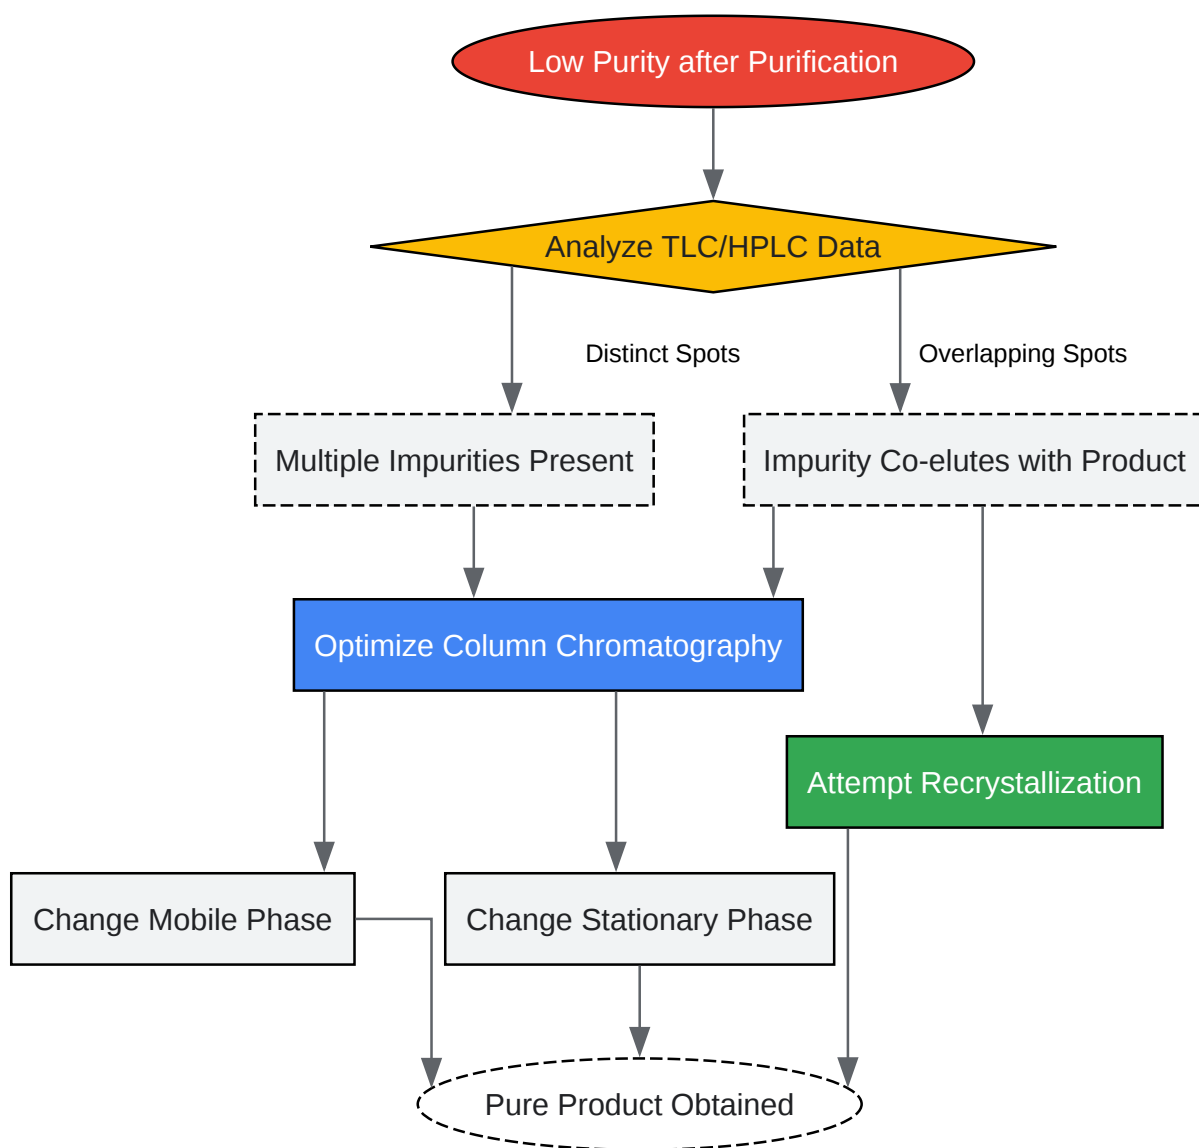 Low Purity after Purification
Analyze TLC/HPLC Data
Distinct Spots
Overlapping Spots
Multiple Impurities Present
Impurity Co-elutes with Product
Optimize Column Chromatography
Attempt Recrystallization
Change Mobile Phase
Change Stationary Phase
Pure Product Obtained